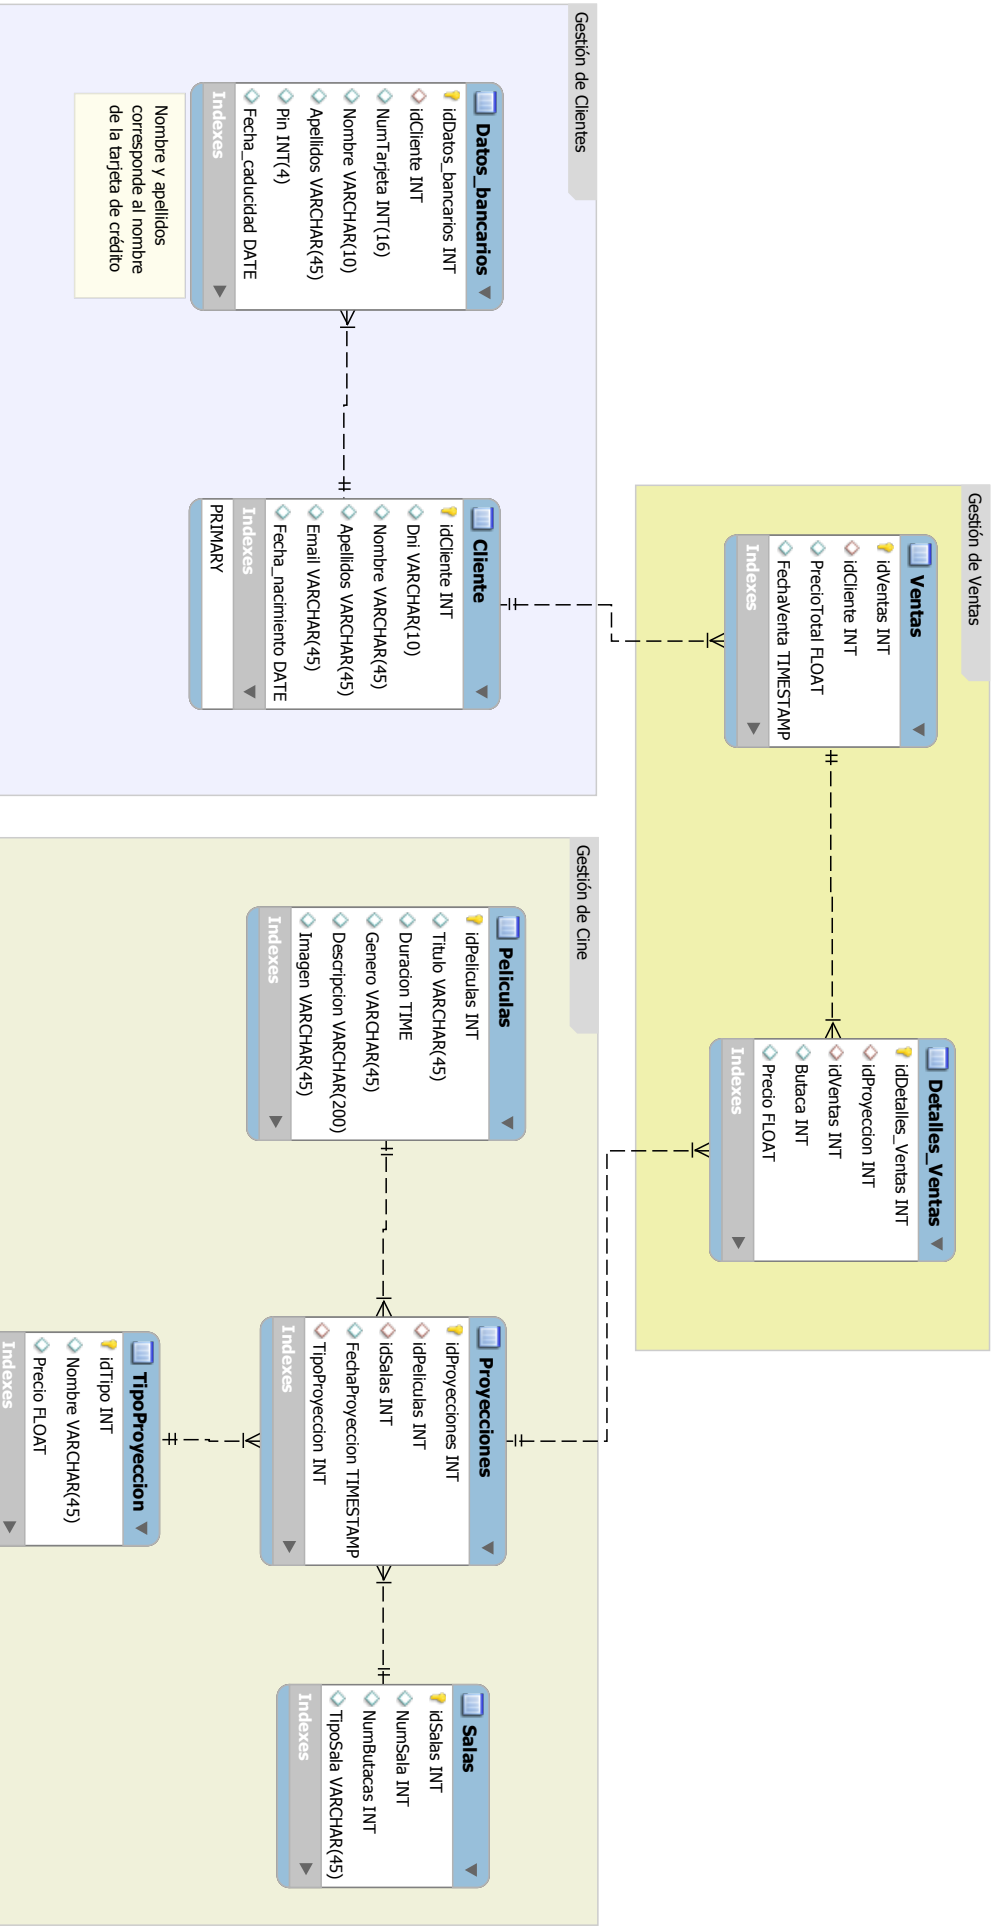 Gestión de Ventas
Ventas
idVentas INT
idCliente INT
PrecioTotal FLOAT
FechaVenta TIMESTAMP
Indexes
Detalles_Ventas
idDetalles_Ventas INT
idProyeccion INT
idVentas INT
Butaca INT
Precio FLOAT
Indexes
Gestión de Clientes
Datos_bancarios
idDatos_bancarios INT
idCliente INT
NumTarjeta INT(16)
Nombre VARCHAR(10)
Apellidos VARCHAR(45)
Pin INT(4)
Fecha_caducidad DATE
Indexes
Nombre y apellidos
corresponde al nombre
de la tarjeta de crédito
Cliente
idCliente INT
Dni VARCHAR(10)
Nombre VARCHAR(45)
Apellidos VARCHAR(45)
Email VARCHAR(45)
Fecha_nacimiento DATE
Indexes
PRIMARY
Gestión de Cine
Peliculas
idPeliculas INT
Titulo VARCHAR(45)
Duracion TIME
Genero VARCHAR(45)
Descripcion VARCHAR(200)
Imagen VARCHAR(45)
Indexes
Proyecciones
idProyecciones INT
idPeliculas INT
idSalas INT
FechaProyeccion TIMESTAMP
TipoProyeccion INT
Indexes
Salas
idSalas INT
NumSala INT
NumButacas INT
TipoSala VARCHAR(45)
Indexes
TipoProyeccion
idTipo INT
Nombre VARCHAR(45)
Precio FLOAT
Indexes